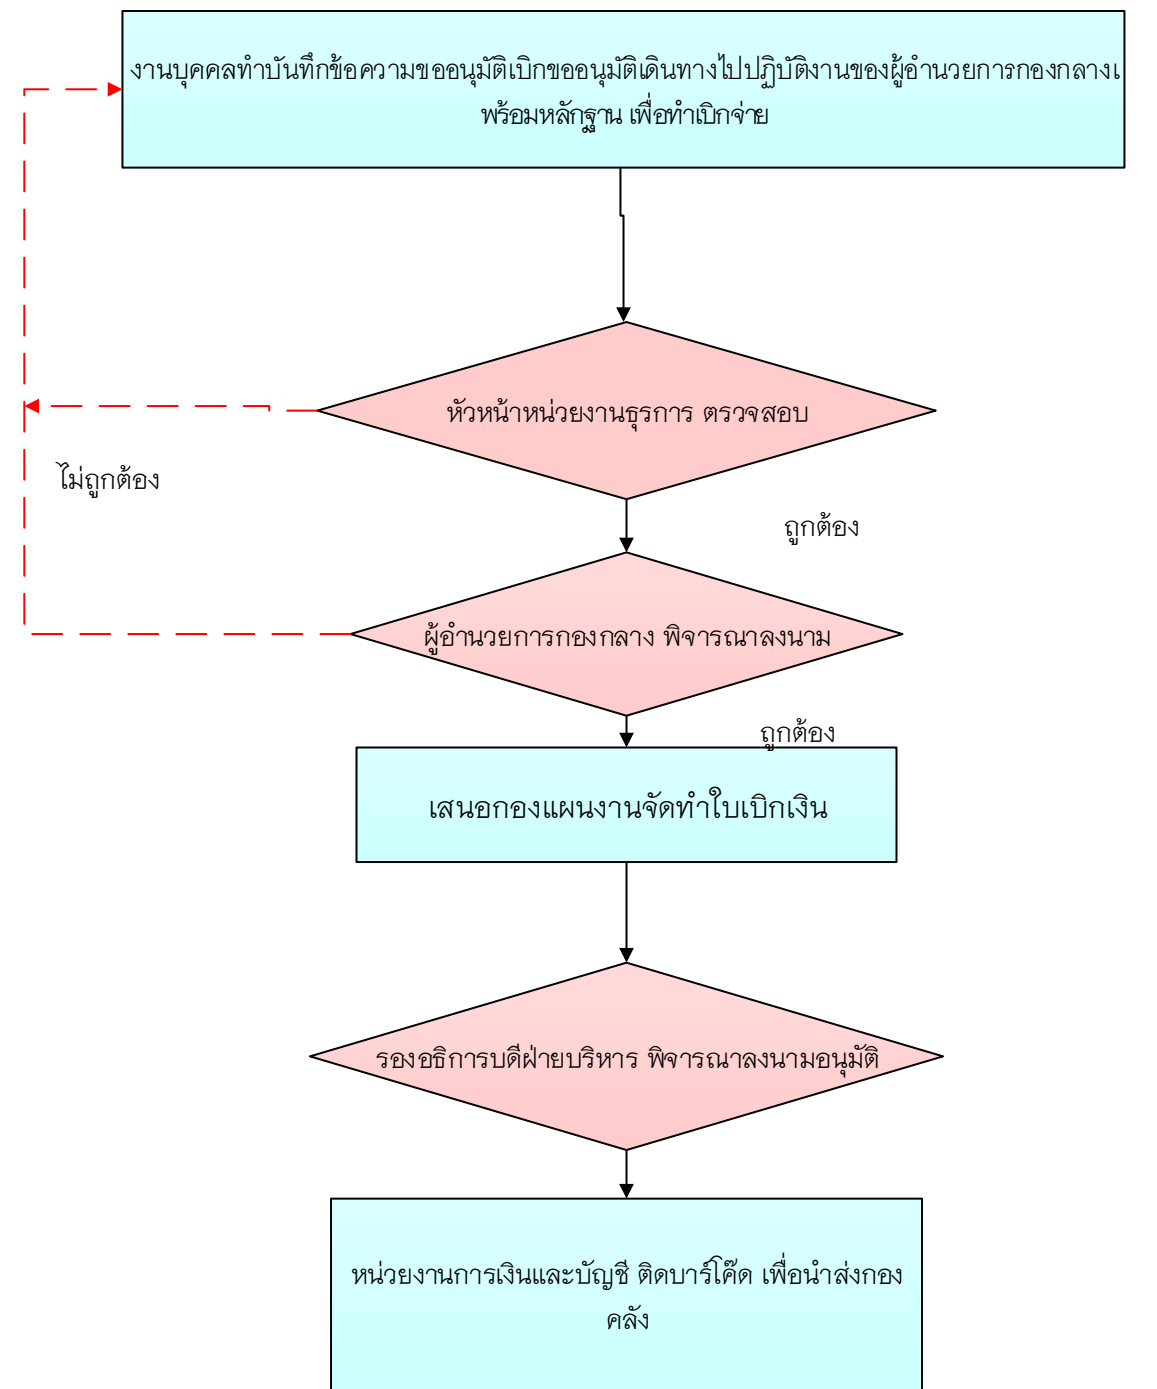 งานบุคคลทำบันทึกข้อความขออนุมัติเบิกขออนุมัติเดินทางไปปฏิบัติงานของผู้อำนวยการกองกลางเ
พร้อมหลักฐาน เพื่อทำเบิกจ่าย
หัวหน้าหน่วยงานธุรการ ตรวจสอบ
ไม่ถูกต้อง
ถูกต้อง
ผู้อำนวยการกองกลาง พิจารณาลงนาม
ถูกต้อง
เสนอกองแผนงานจัดทำใบเบิกเงิน
รองอธิการบดีฝ่ายบริหาร พิจารณาลงนามอนุมัติ
หน่วยงานการเงินและบัญชี ติดบาร์โค๊ด เพื่อนำส่งกอง
คลัง